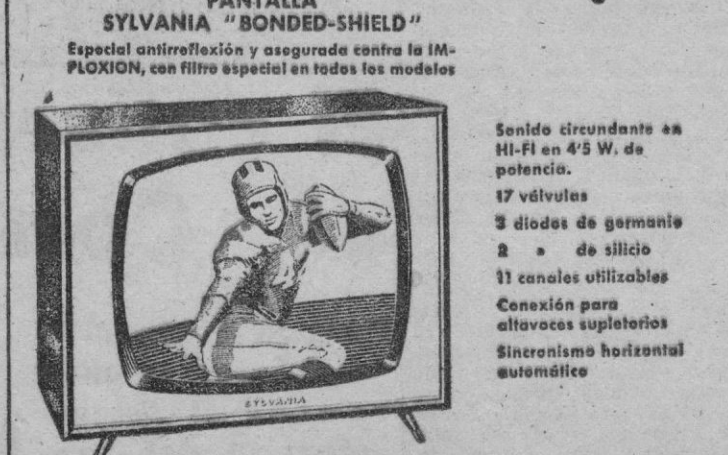 PANTALLA
SYLVANIA "BONDED-SHIELD"
Especial antirreflexión y asegurada contra la IM-
PLOXION, con filtro especial en todos los modelos
Sonido circundante en
HI-FI en 4'5 W. de
potencia.
17 válvulas
3 diodos de germanio
2 » de silicio
11 canales utilizables
Conexión para
altavoces supletorios
Sincronismo horizontal
automático
SYLVANIA